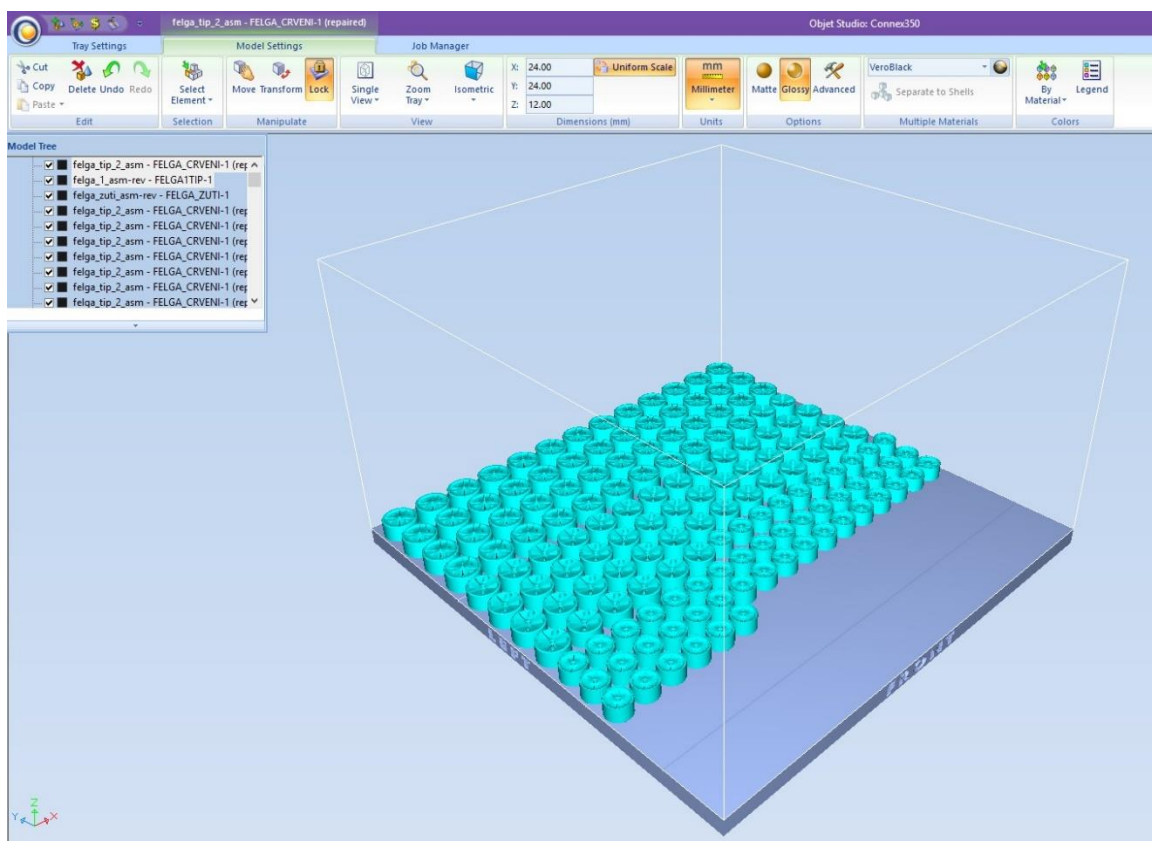 felga_tip_2_asm - FELGA_CRVENI-1 (repaired)
Objet Studio: Connex350
Tray Settings
Model Settings
Job Manager
Cut
Copy
Paste
Delete Undo Redo
Select Element
Move Transform Lock
Single View
Zoom Tray
Isometric
X: 24.00
Y: 24.00
Z: 12.00
Uniform Scale
mm
Millimeter
Matte Glossy Advanced
VeroBlack
Separate to Shells
By Material
Legend
Edit
Selection
Manipulate
View
Dimensions (mm)
Units
Options
Multiple Materials
Colors
Model Tree
felga_tip_2_asm - FELGA_CRVENI-1 (rep
felga_1_asm-rev - FELGA1TIP-1
felga_zuti_asm-rev - FELGA_ZUTI-1
felga_tip_2_asm - FELGA_CRVENI-1 (rep
felga_tip_2_asm - FELGA_CRVENI-1 (rep
felga_tip_2_asm - FELGA_CRVENI-1 (rep
felga_tip_2_asm - FELGA_CRVENI-1 (rep
felga_tip_2_asm - FELGA_CRVENI-1 (rep
felga_tip_2_asm - FELGA_CRVENI-1 (rep
felga_tip_2_asm - FELGA_CRVENI-1 (rep
LEFT
FRONT
Z
Y
X